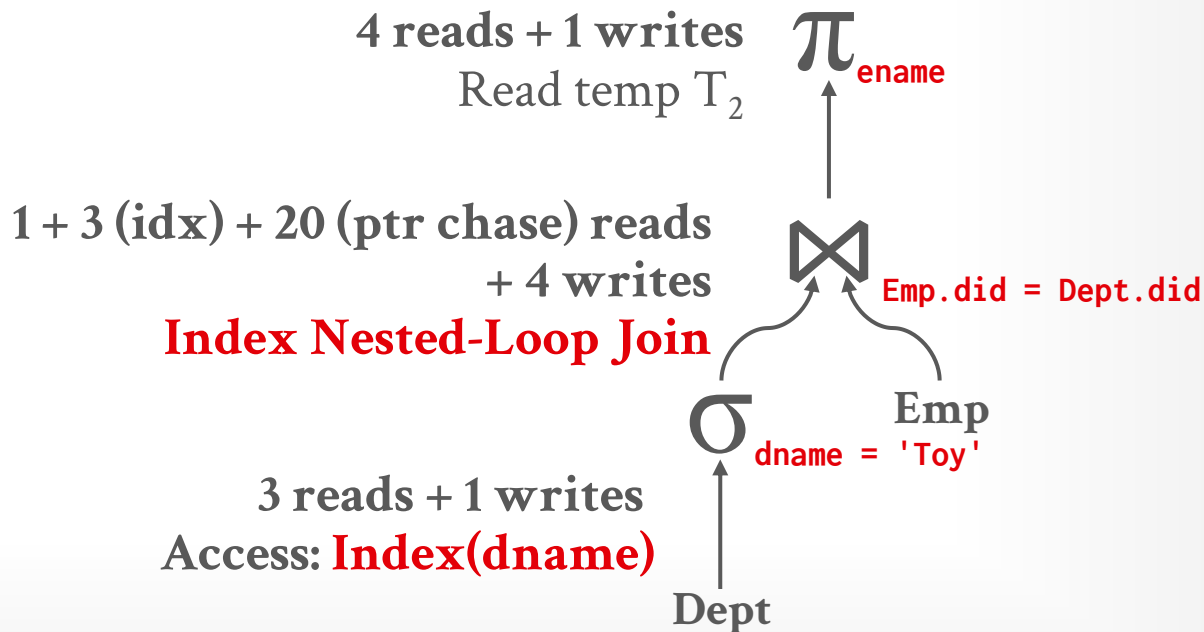 4 reads + 1 writes
π ename
Read temp T₂
1 + 3 (idx) + 20 (ptr chase) reads
+ 4 writes
⋈ Emp.did = Dept.did
Index Nested-Loop Join
Emp
σ dname = 'Toy'
3 reads + 1 writes
Access: Index(dname)
Dept